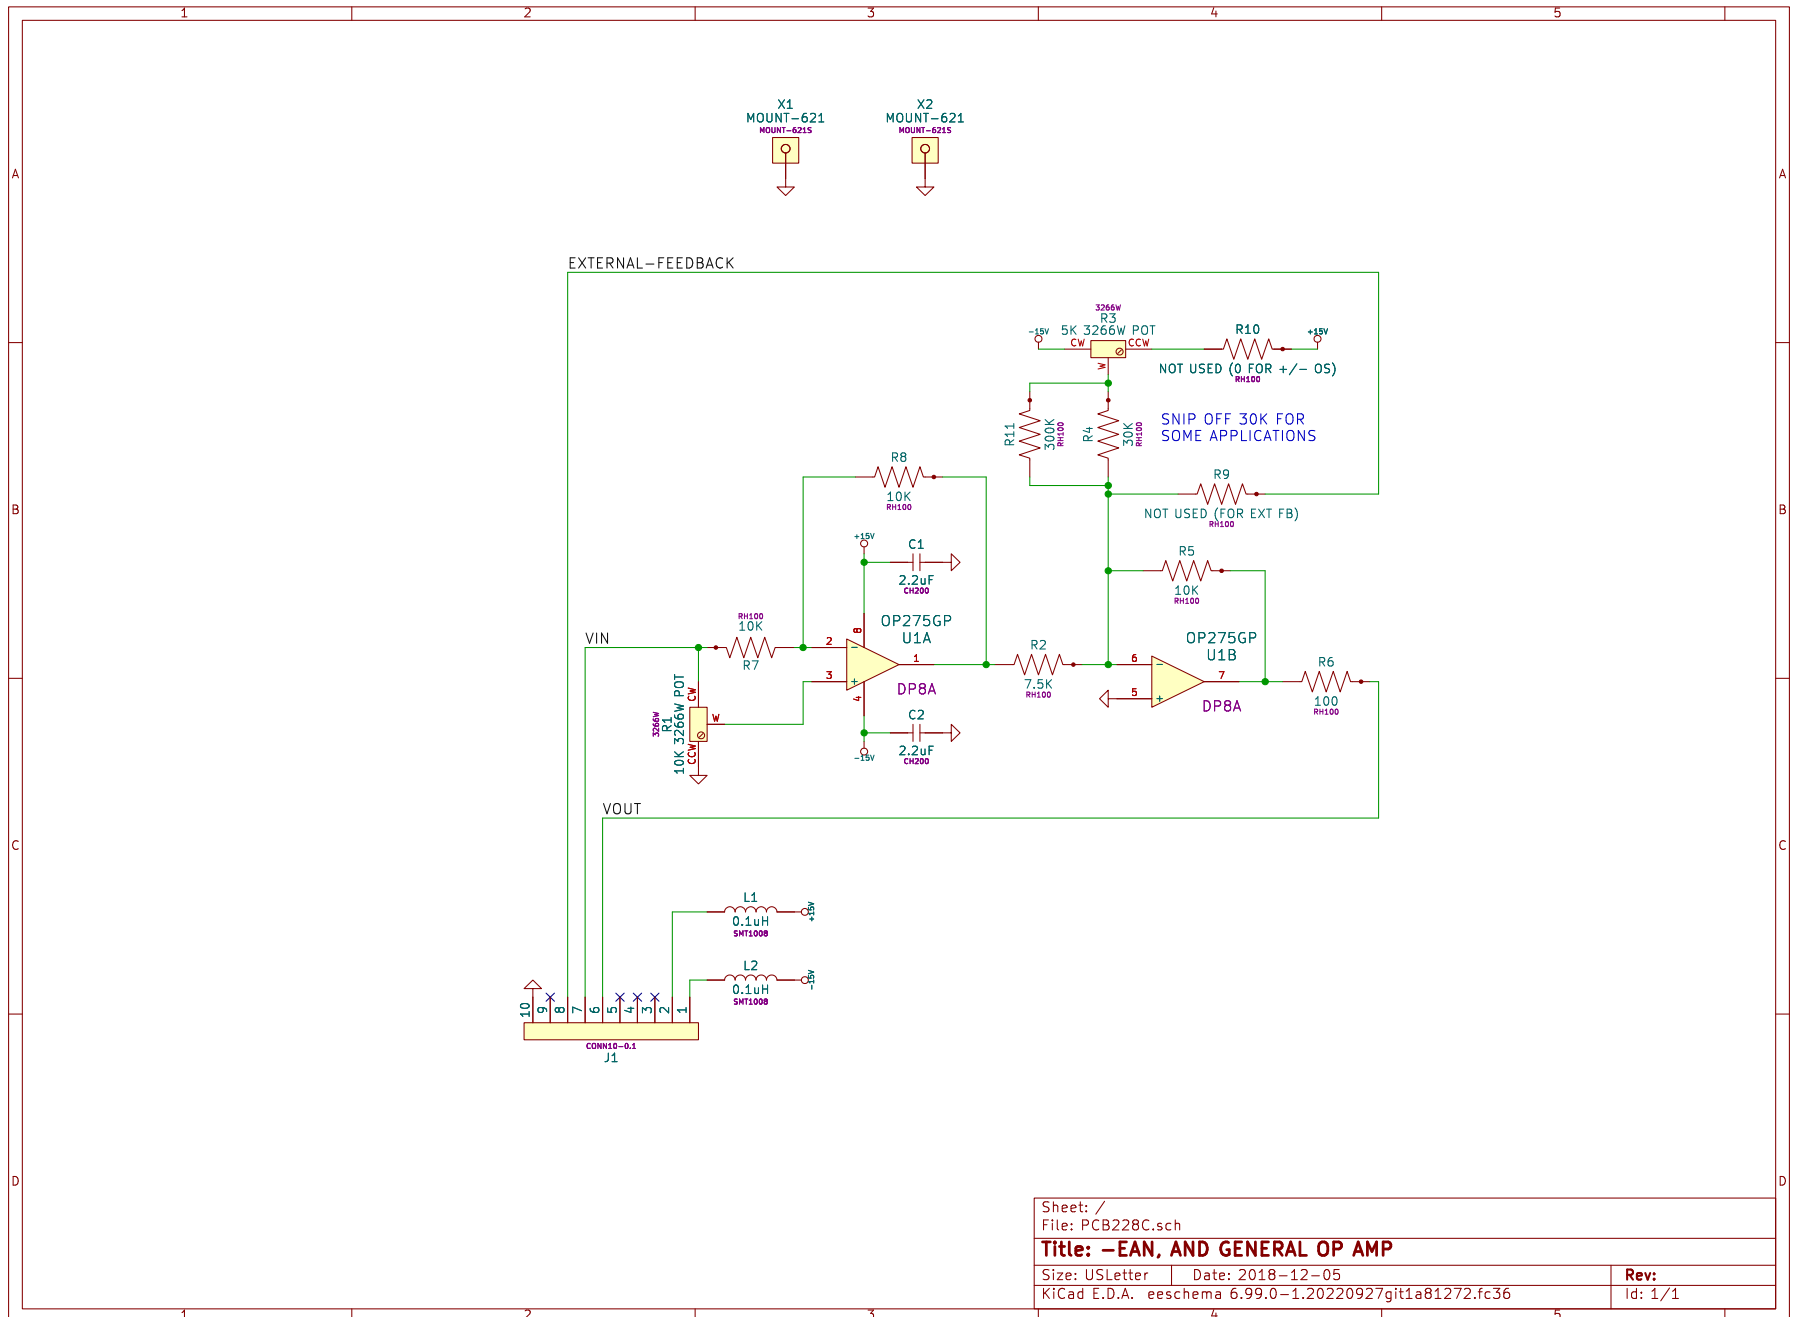 1 2 3 4 5
X1
MOUNT-621
MOUNT-621S
X2
MOUNT-621
MOUNT-621S
A A
EXTERNAL-FEEDBACK
3266W
R3
5K 3266W POT
-15V
CW
CCW
W
R10
+15V
NOT USED (0 FOR +/- OS)
RH100
SNIP OFF 30K FOR
SOME APPLICATIONS
R11
300K
RH100
R4
30K
RH100
R8
10K
RH100
R9
NOT USED (FOR EXT FB)
RH100
B B
+15V
C1
2.2uF
CH200
R5
10K
RH100
VIN
RH100
10K
R7
OP275GP
U1A
8
2
3
1
4
DP8A
R2
7.5K
RH100
OP275GP
U1B
6
5
7
DP8A
R6
100
RH100
3266W
R1
10K 3266W POT
CW
W
CCW
C2
2.2uF
CH200
-15V
VOUT
C C
L1
0.1uH
SMT1008
+15V
L2
0.1uH
SMT1008
-15V
10 9 8 7 6 5 4 3 2 1
CONN10-0.1
J1
D D
Sheet: /
File: PCB228C.sch
Title: -EAN, AND GENERAL OP AMP
Size: USLetter
Date: 2018-12-05
Rev:
KiCad E.D.A. eeschema 6.99.0-1.20220927git1a81272.fc36
Id: 1/1
1 2 3 4 5